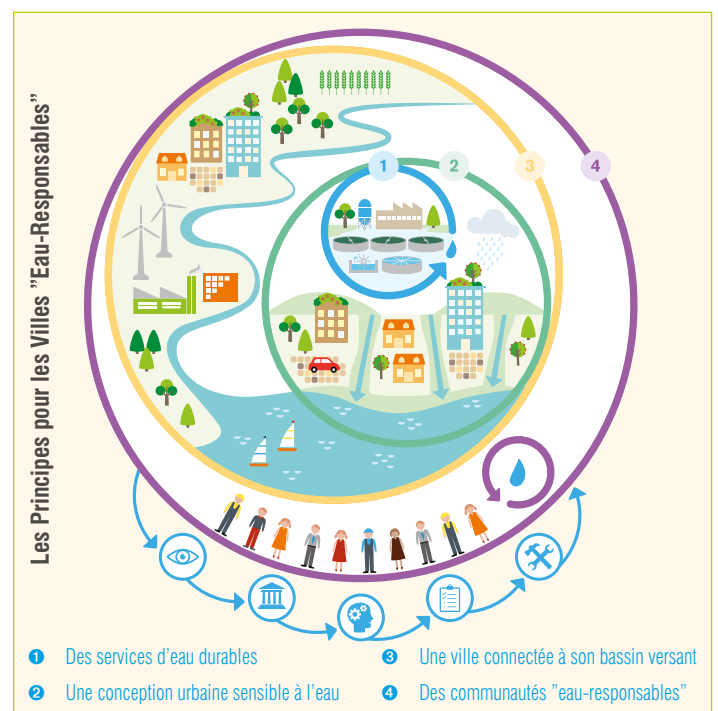 Les Principes pour les Villes "Eau-Responsables"
1
2
3
4
1 Des services d'eau durables
2 Une conception urbaine sensible à l'eau
3 Une ville connectée à son bassin versant
4 Des communautés "eau-responsables"